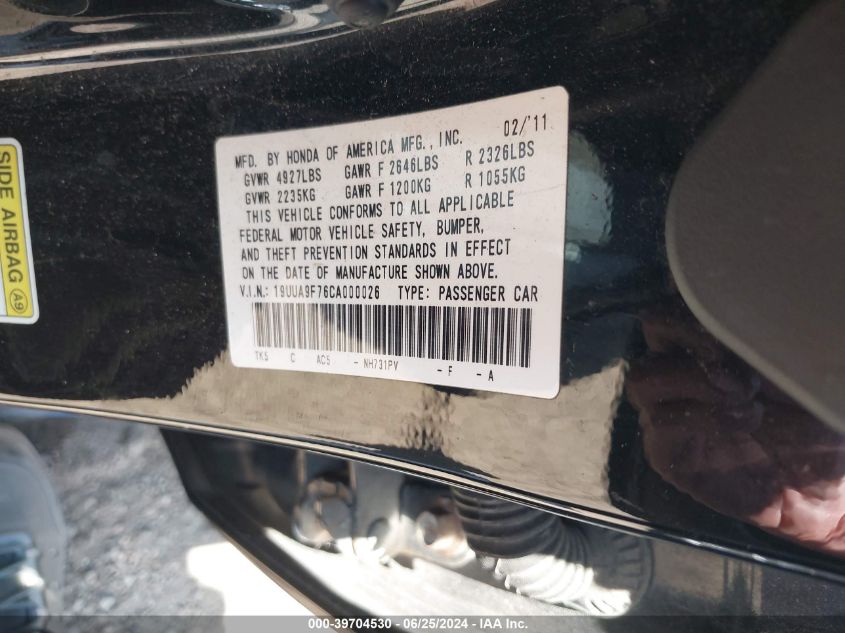 02/'11
MFD. BY HONDA OF AMERICA MFG., INC.
GVWR 4927LBS GAWR F 2646LBS R 2326LBS
GVWR 2235KG GAWR F 1200KG R 1055KG
THIS VEHICLE CONFORMS TO ALL APPLICABLE
FEDERAL MOTOR VEHICLE SAFETY, BUMPER,
AND THEFT PREVENTION STANDARDS IN EFFECT
ON THE DATE OF MANUFACTURE SHOWN ABOVE.
V.I.N.: 19UUA9F76CA000026 TYPE: PASSENGER CAR
TK5 C AC5 - NH731PV - F - A
SIDE AIRBAG A9
000-39704530 - 06/25/2024 - IAA Inc.